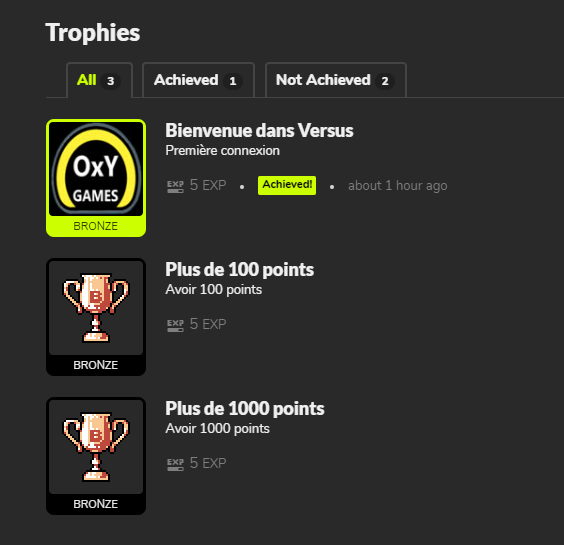 Trophies
All 3 Achieved 1 Not Achieved 2
Bienvenue dans Versus
Première connexion
OxY
GAMES
BRONZE
EXP 5 EXP • Achieved! • about 1 hour ago
Plus de 100 points
Avoir 100 points
B
BRONZE
EXP 5 EXP
Plus de 1000 points
Avoir 1000 points
B
BRONZE
EXP 5 EXP